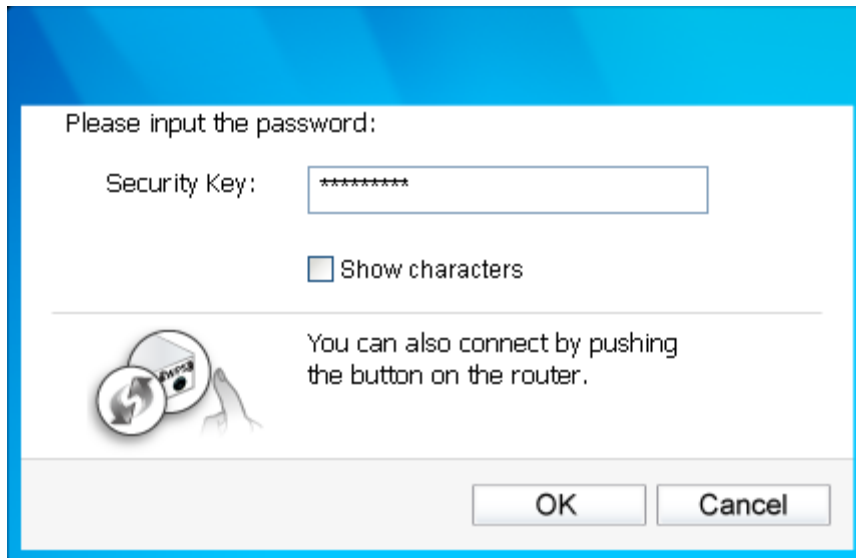 Please input the password:
Security Key: *********
Show characters
WPS
You can also connect by pushing
the button on the router.
OK Cancel